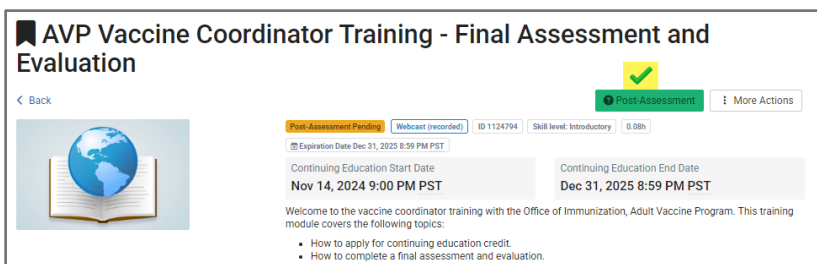 AVP Vaccine Coordinator Training - Final Assessment and
Evaluation
Back
Post-Assessment
More Actions
Post-Assessment Pending Webcast (recorded) ID 1124794 Skill level: Introductory 0.08h
Expiration Date Dec 31, 2025 8:59 PM PST
Continuing Education Start Date
Nov 14, 2024 9:00 PM PST
Continuing Education End Date
Dec 31, 2025 8:59 PM PST
Welcome to the vaccine coordinator training with the Office of Immunization, Adult Vaccine Program. This training
module covers the following topics:
• How to apply for continuing education credit.
• How to complete a final assessment and evaluation.